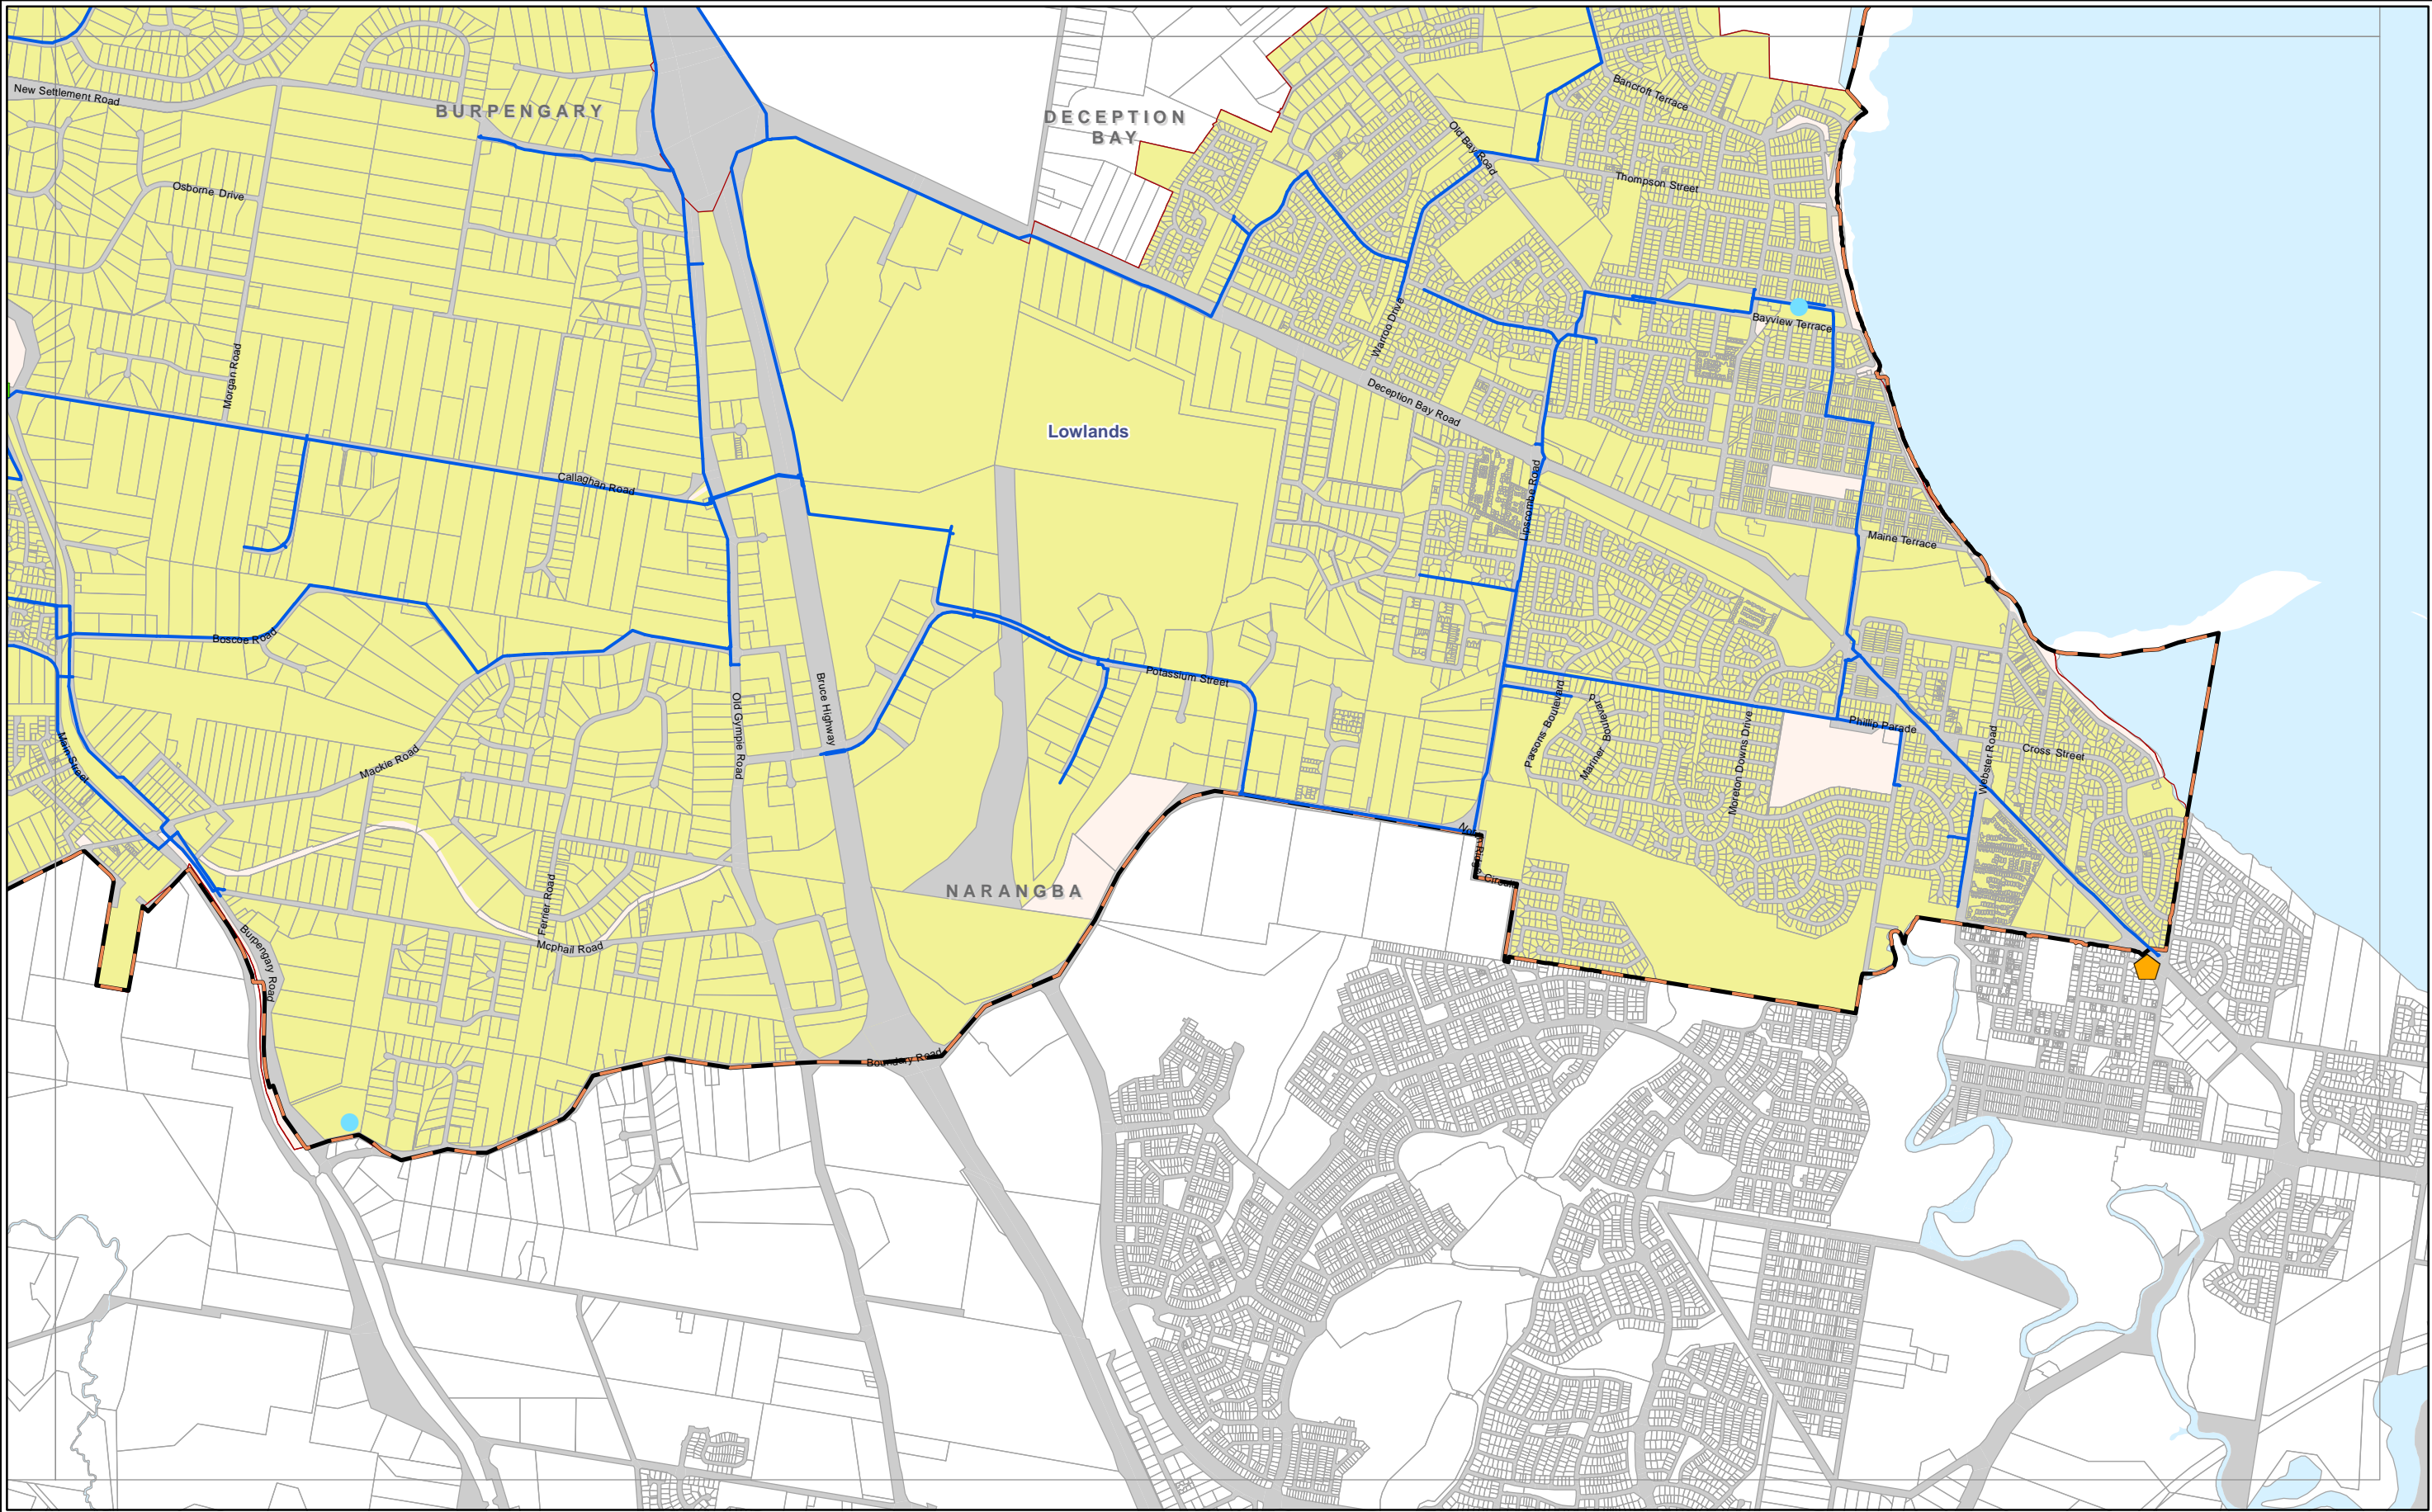 New Settlement Road
BURPENGARY
DECEPTION
BAY
Bancroft Terrace
Old Bay Road
Thompson Street
Osborne Drive
Bayview Terrace
Warroo Drive
Morgan Road
Deception Bay Road
Lowlands
Callaghan Road
Lipscombe Road
Maine Terrace
Boscoe Road
Potassium Street
Parsons Boulevard
Mariner Boulevard
Moreton Downs Drive
Phillip Parade
Webster Road
Cross Street
Bruce Highway
Old Gympie Road
Main Street
Mackie Road
NARANGBA
Ferrier Road
Mcphail Road
Burpengary Road
Boundary Road